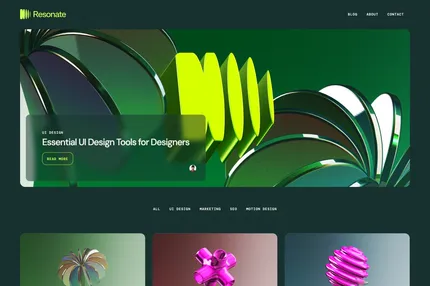 Resonate
BLOG ABOUT CONTACT
UI DESIGN
Essential UI Design Tools for Designers
READ MORE
ALL UI DESIGN MARKETING SEO MOTION DESIGN